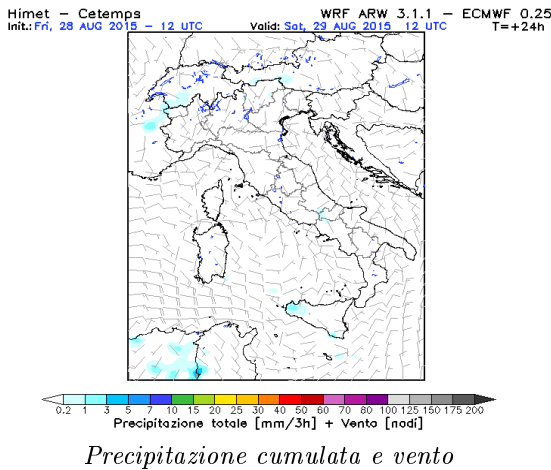 Himet – Cetemps WRF ARW 3.1.1 – ECMWF 0.25
Init.: Fri, 28 AUG 2015 – 12 UTC Valid: Sat, 29 AUG 2015 12 UTC T=+24h
0.2 1 3 5 7 10 15 20 25 30 40 50 60 70 80 100 125 150 175 200
Precipitazione totale [mm/3h] + Vento [nodi]
Precipitazione cumulata e vento